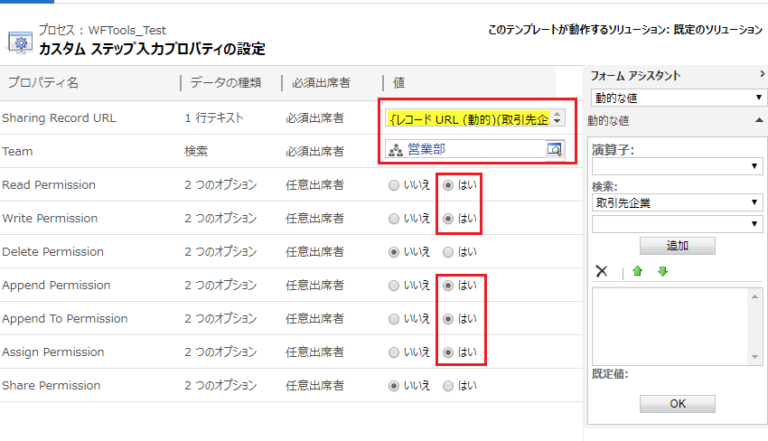 プロセス : WFTools_Test
カスタム ステップ入力プロパティの設定
このテンプレートが動作するソリューション: 既定のソリューション
プロパティ名 データの種類 必須出席者 値
Sharing Record URL 1 行テキスト 必須出席者 {レコード URL (動的)(取引先企
Team 検索 必須出席者 営業部
Read Permission 2 つのオプション 任意出席者 いいえ はい
Write Permission 2 つのオプション 任意出席者 いいえ はい
Delete Permission 2 つのオプション 任意出席者 いいえ はい
Append Permission 2 つのオプション 任意出席者 いいえ はい
Append To Permission 2 つのオプション 任意出席者 いいえ はい
Assign Permission 2 つのオプション 任意出席者 いいえ はい
Share Permission 2 つのオプション 任意出席者 いいえ はい
フォーム アシスタント
動的な値
動的な値
演算子:
検索:
取引先企業
追加
既定値:
OK